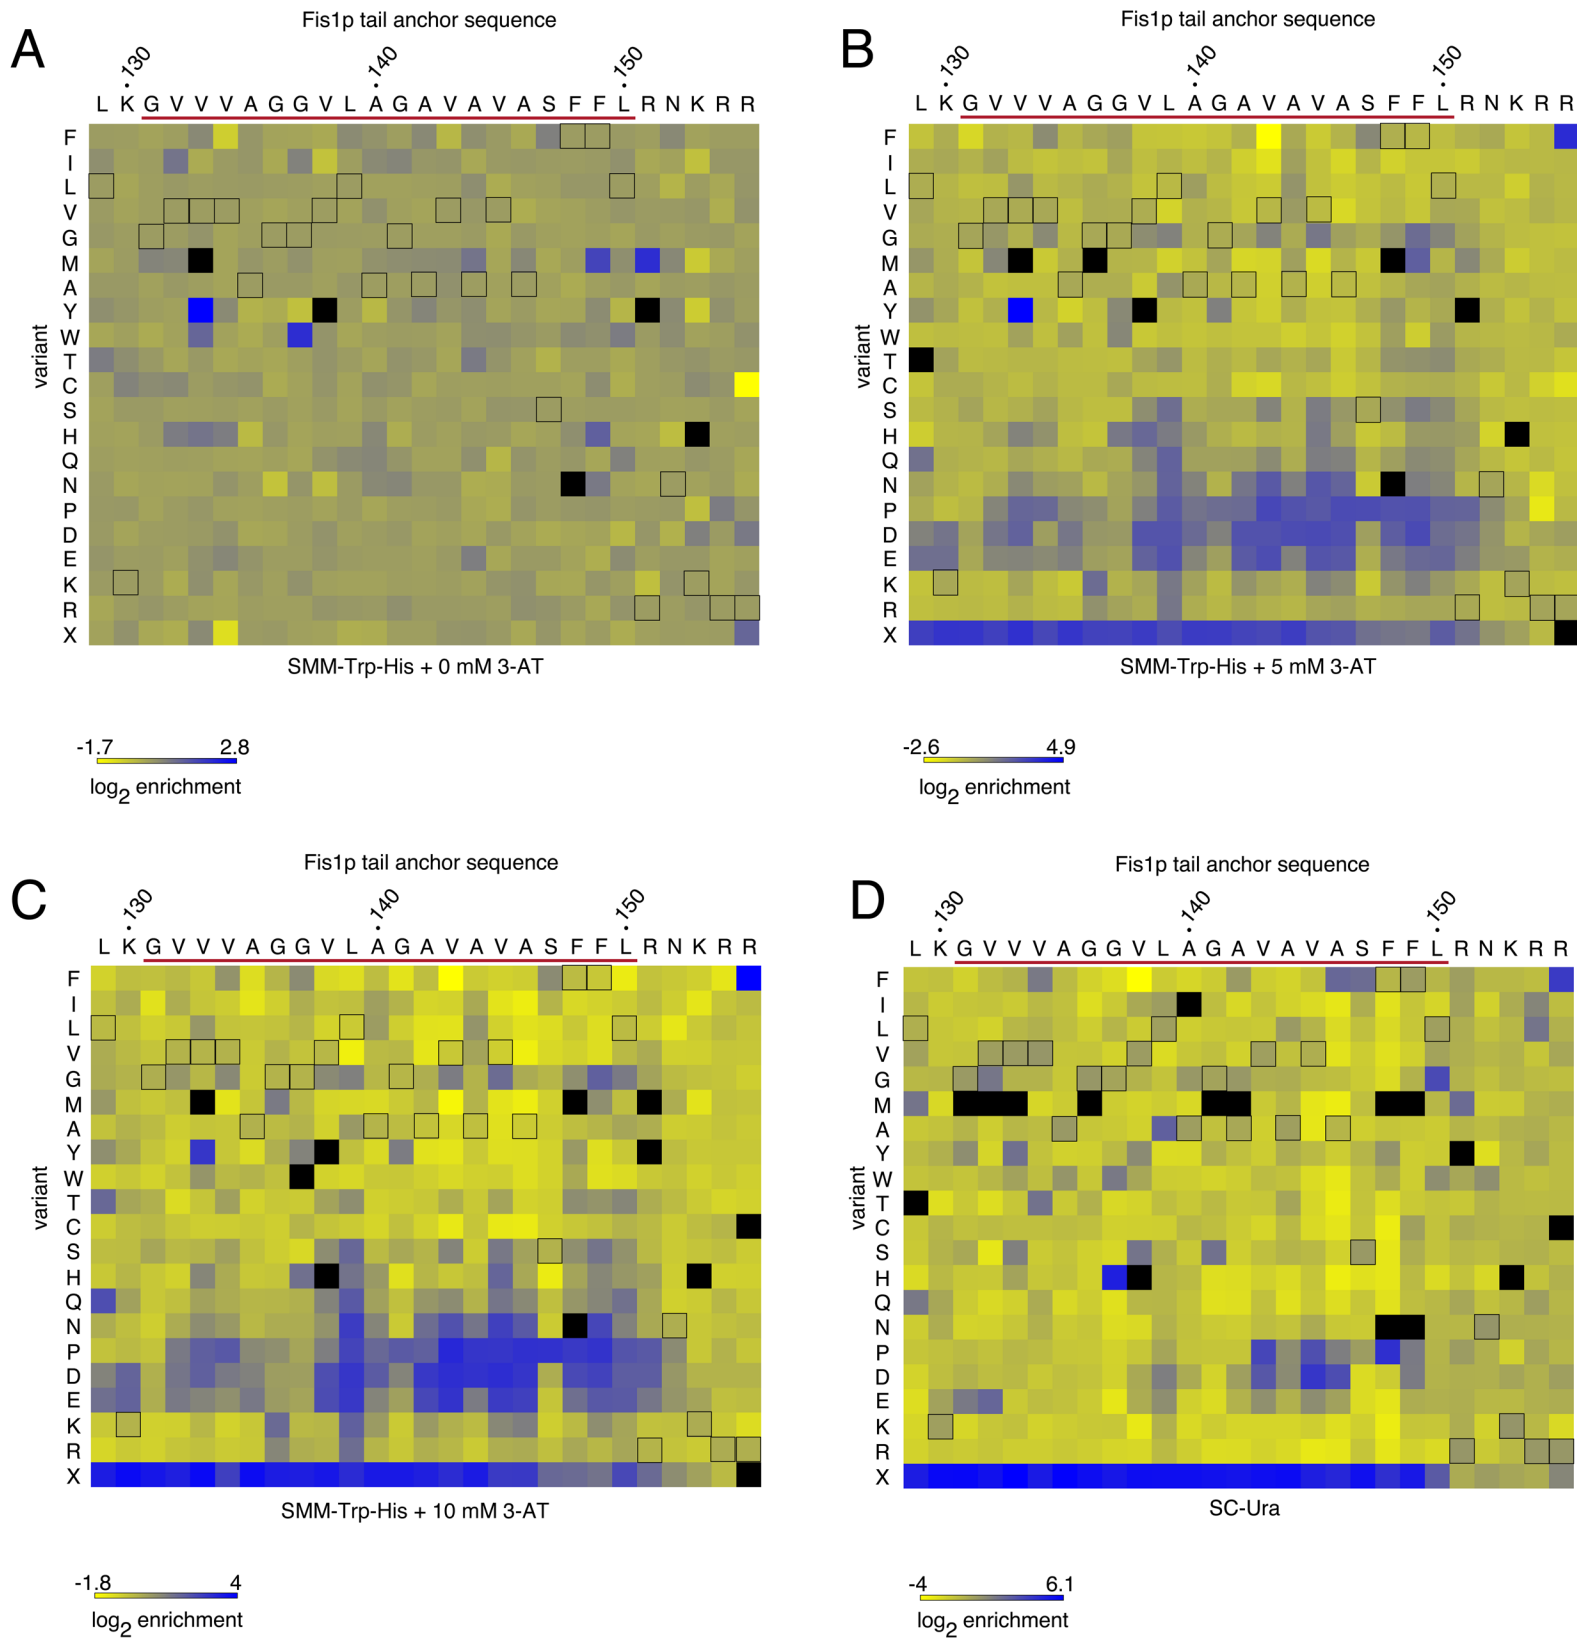 A
Fis1p tail anchor sequence
130 140 150
L K G V V V A G G V L A G A V A V A S F F L R N K R R
variant
F
I
L
V
G
M
A
Y
W
T
C
S
H
Q
N
P
D
E
K
R
X
SMM-Trp-His + 0 mM 3-AT
-1.7 2.8
log2 enrichment
B
Fis1p tail anchor sequence
130 140 150
L K G V V V A G G V L A G A V A V A S F F L R N K R R
variant
F
I
L
V
G
M
A
Y
W
T
C
S
H
Q
N
P
D
E
K
R
X
SMM-Trp-His + 5 mM 3-AT
-2.6 4.9
log2 enrichment
C
Fis1p tail anchor sequence
130 140 150
L K G V V V A G G V L A G A V A V A S F F L R N K R R
variant
F
I
L
V
G
M
A
Y
W
T
C
S
H
Q
N
P
D
E
K
R
X
SMM-Trp-His + 10 mM 3-AT
-1.8 4
log2 enrichment
D
Fis1p tail anchor sequence
130 140 150
L K G V V V A G G V L A G A V A V A S F F L R N K R R
variant
F
I
L
V
G
M
A
Y
W
T
C
S
H
Q
N
P
D
E
K
R
X
SC-Ura
-4 6.1
log2 enrichment